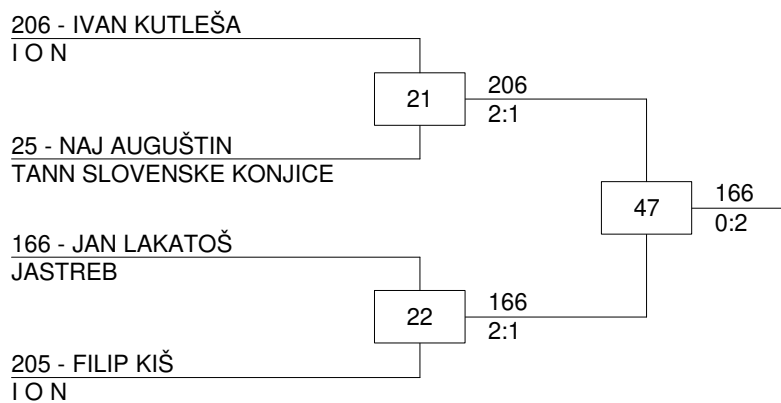 206 - IVAN KUTLEŠA
I O N
21
206
2:1
25 - NAJ AUGUŠTIN
TANN SLOVENSKE KONJICE
47
166
0:2
166 - JAN LAKATOŠ
JASTREB
22
166
2:1
205 - FILIP KIŠ
I O N